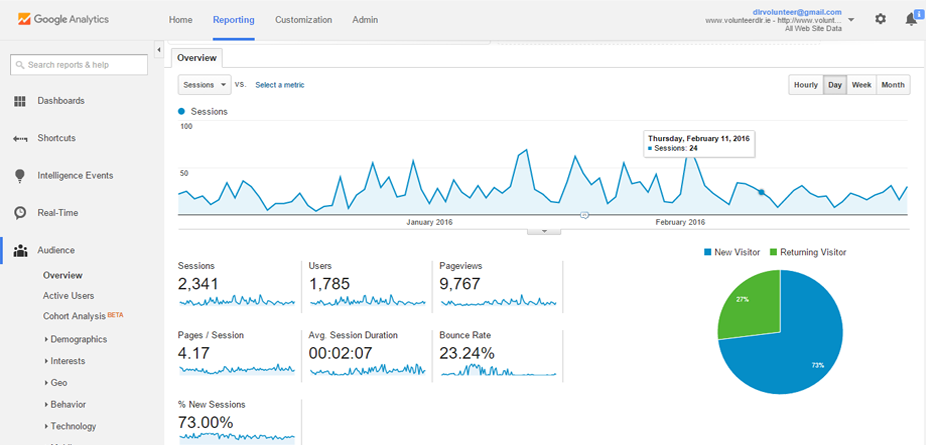 Google Analytics
Home Reporting Customization Admin
dlrvolunteer@gmail.com
www.volunteerdlr.ie - http://www.volunt...
All Web Site Data
1
Search reports & help
Dashboards
Shortcuts
Intelligence Events
Real-Time
Audience
Overview
Active Users
Cohort Analysis BETA
Demographics
Interests
Geo
Behavior
Technology
Overview
Sessions VS. Select a metric
Hourly Day Week Month
Sessions
100
50
Thursday, February 11, 2016
Sessions: 24
January 2016 February 2016
Sessions
2,341
Users
1,785
Pageviews
9,767
Pages / Session
4.17
Avg. Session Duration
00:02:07
Bounce Rate
23.24%
% New Sessions
73.00%
New Visitor Returning Visitor
27%
73%